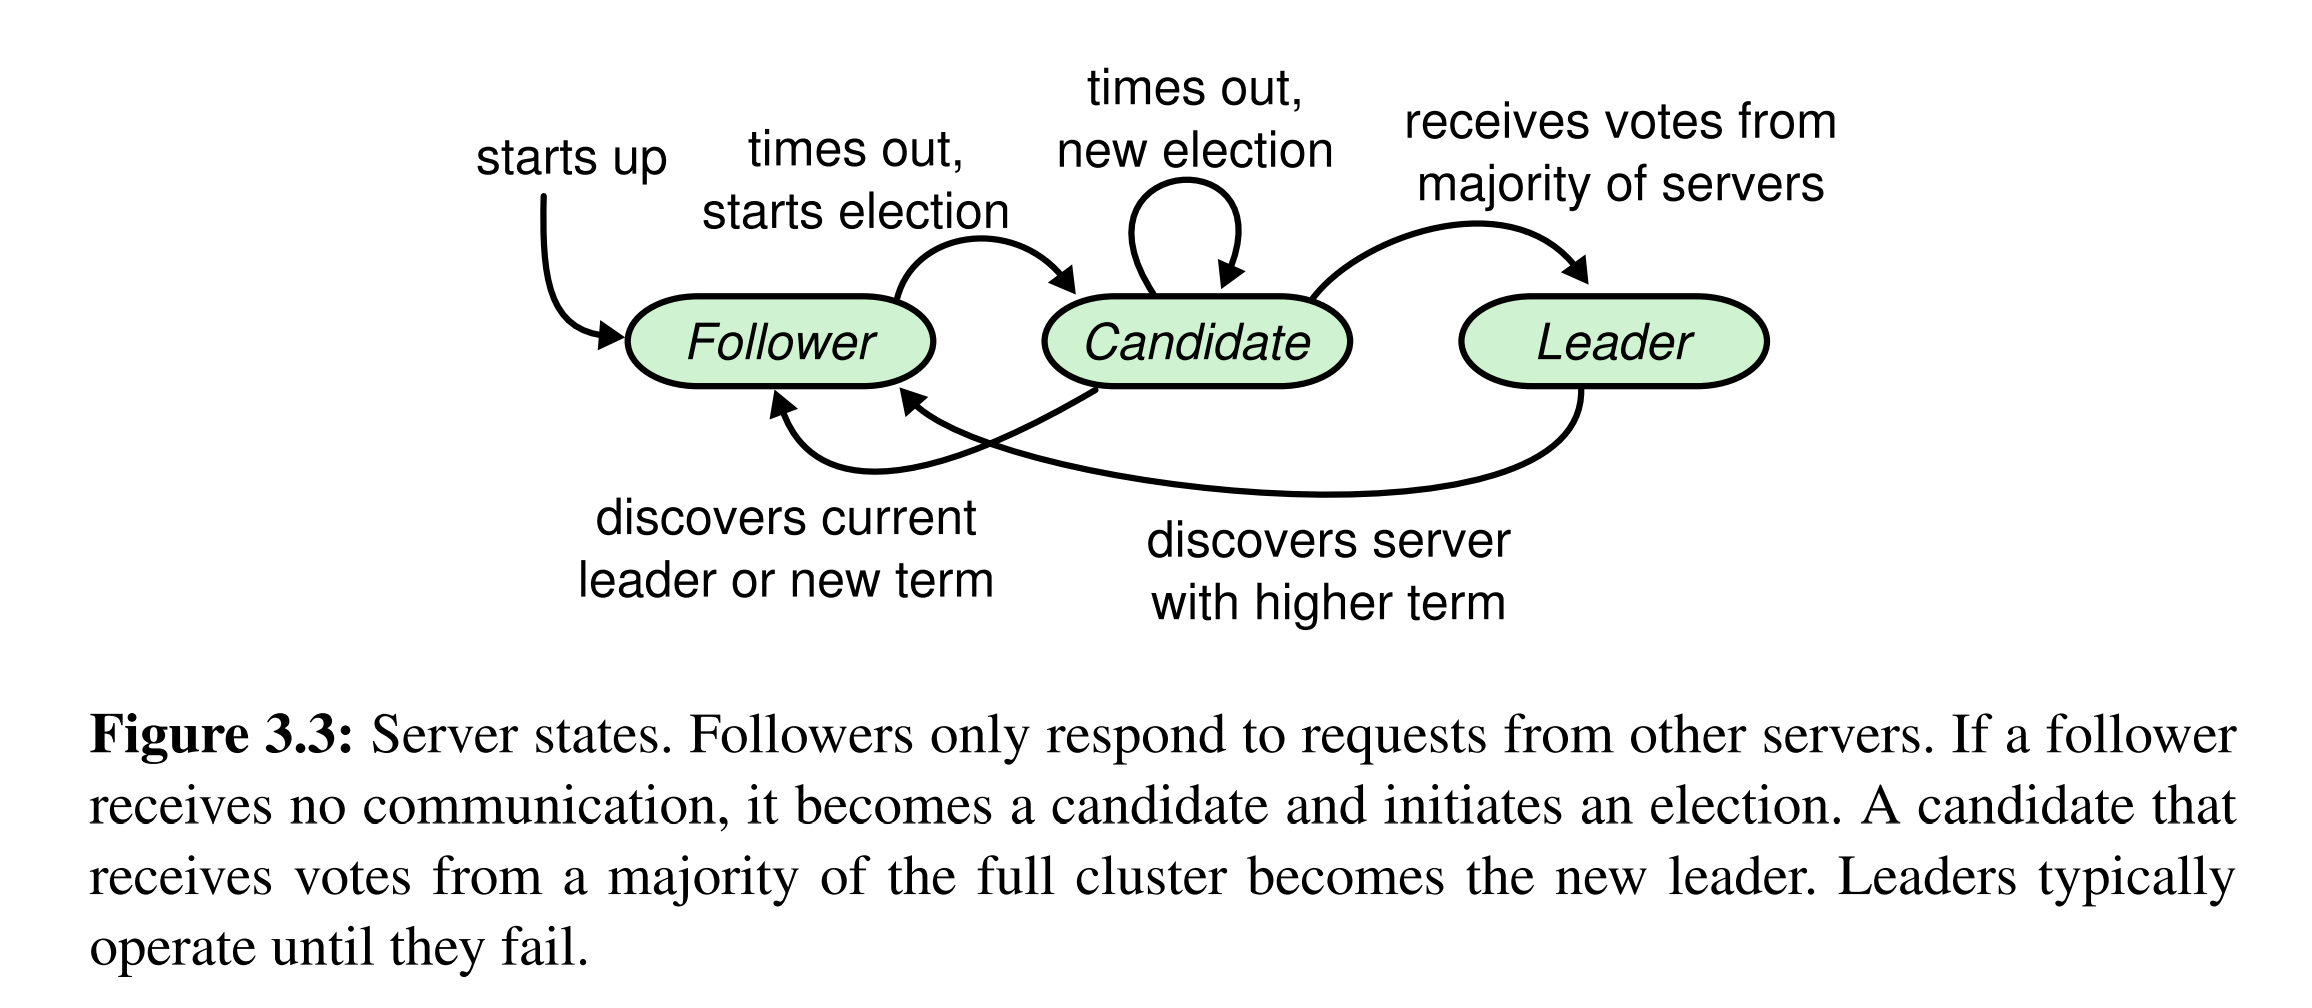 times out,
new election
receives votes from
majority of servers
starts up
times out,
starts election
Follower
Candidate
Leader
discovers current
leader or new term
discovers server
with higher term
Figure 3.3: Server states. Followers only respond to requests from other servers. If a follower
receives no communication, it becomes a candidate and initiates an election. A candidate that
receives votes from a majority of the full cluster becomes the new leader. Leaders typically
operate until they fail.